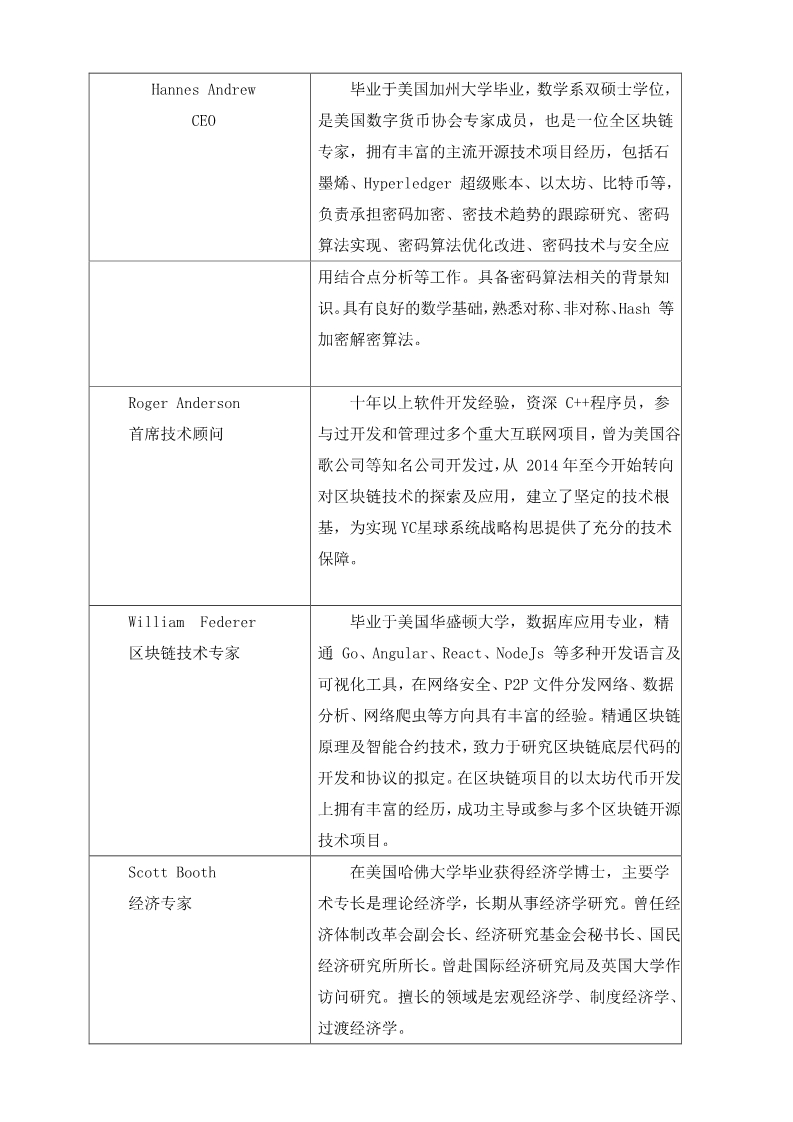 Hannes Andrew
CEO
毕业于美国加州大学毕业，数学系双硕士学位，
是美国数字货币协会专家成员，也是一位全区块链
专家，拥有丰富的主流开源技术项目经历，包括石
墨烯、Hyperledger 超级账本、以太坊、比特币等，
负责承担密码加密、密技术趋势的跟踪研究、密码
算法实现、密码算法优化改进、密码技术与安全应
用结合点分析等工作。具备密码算法相关的背景知
识。具有良好的数学基础，熟悉对称、非对称、Hash 等
加密解密算法。
Roger Anderson
首席技术顾问
十年以上软件开发经验，资深 C++程序员，参
与过开发和管理过多个重大互联网项目，曾为美国谷
歌公司等知名公司开发过，从 2014 年至今开始转向
对区块链技术的探索及应用，建立了坚定的技术根
基，为实现 YC星球系统战略构思提供了充分的技术
保障。
William Federer
区块链技术专家
毕业于美国华盛顿大学，数据库应用专业，精
通 Go、Angular、React、NodeJs 等多种开发语言及
可视化工具，在网络安全、P2P 文件分发网络、数据
分析、网络爬虫等方向具有丰富的经验。精通区块链
原理及智能合约技术，致力于研究区块链底层代码的
开发和协议的拟定。在区块链项目的以太坊代币开发
上拥有丰富的经历，成功主导或参与多个区块链开源
技术项目。
Scott Booth
经济专家
在美国哈佛大学毕业获得经济学博士，主要学
术专长是理论经济学，长期从事经济学研究。曾任经
济体制改革会副会长、经济研究基金会秘书长、国民
经济研究所所长。曾赴国际经济研究局及英国大学作
访问研究。擅长的领域是宏观经济学、制度经济学、
过渡经济学。